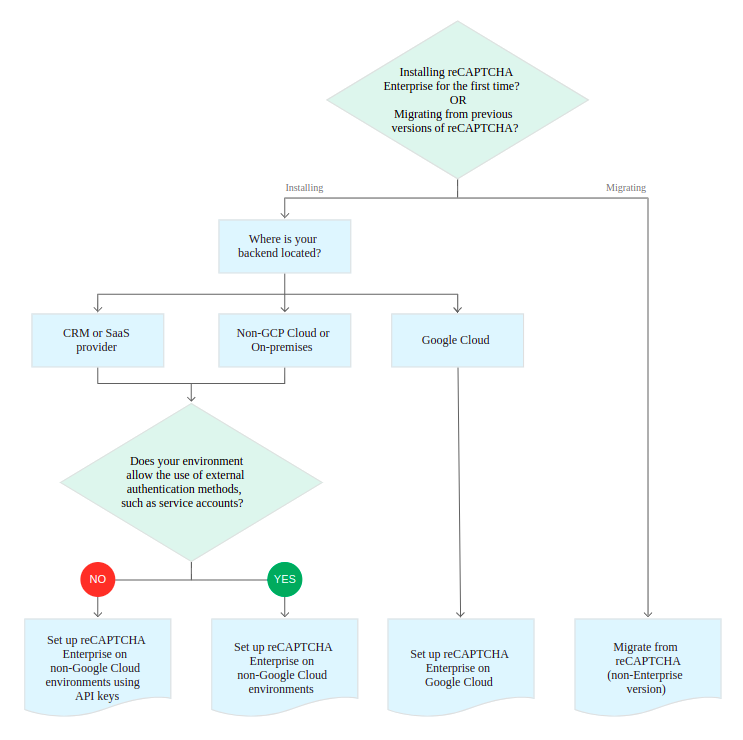 Installing reCAPTCHA
Enterprise for the first time?
OR
Migrating from previous
versions of reCAPTCHA?
Installing
Migrating
Where is your
backend located?
CRM or SaaS
provider
Non-GCP Cloud or
On-premises
Google Cloud
Does your environment
allow the use of external
authentication methods,
such as service accounts?
NO
YES
Set up reCAPTCHA
Enterprise on
non-Google Cloud
environments using
API keys
Set up reCAPTCHA
Enterprise on
non-Google Cloud
environments
Set up reCAPTCHA
Enterprise on
Google Cloud
Migrate from
reCAPTCHA
(non-Enterprise
version)